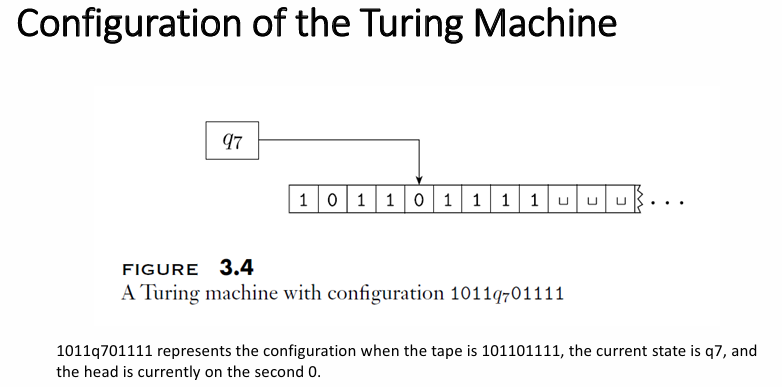 Configuration of the Turing Machine
q7
1 0 1 1 0 1 1 1 1 ⊔ ⊔ ⊔ . . .
FIGURE 3.4
A Turing machine with configuration 1011q₇01111
1011q701111 represents the configuration when the tape is 101101111, the current state is q7, and
the head is currently on the second 0.